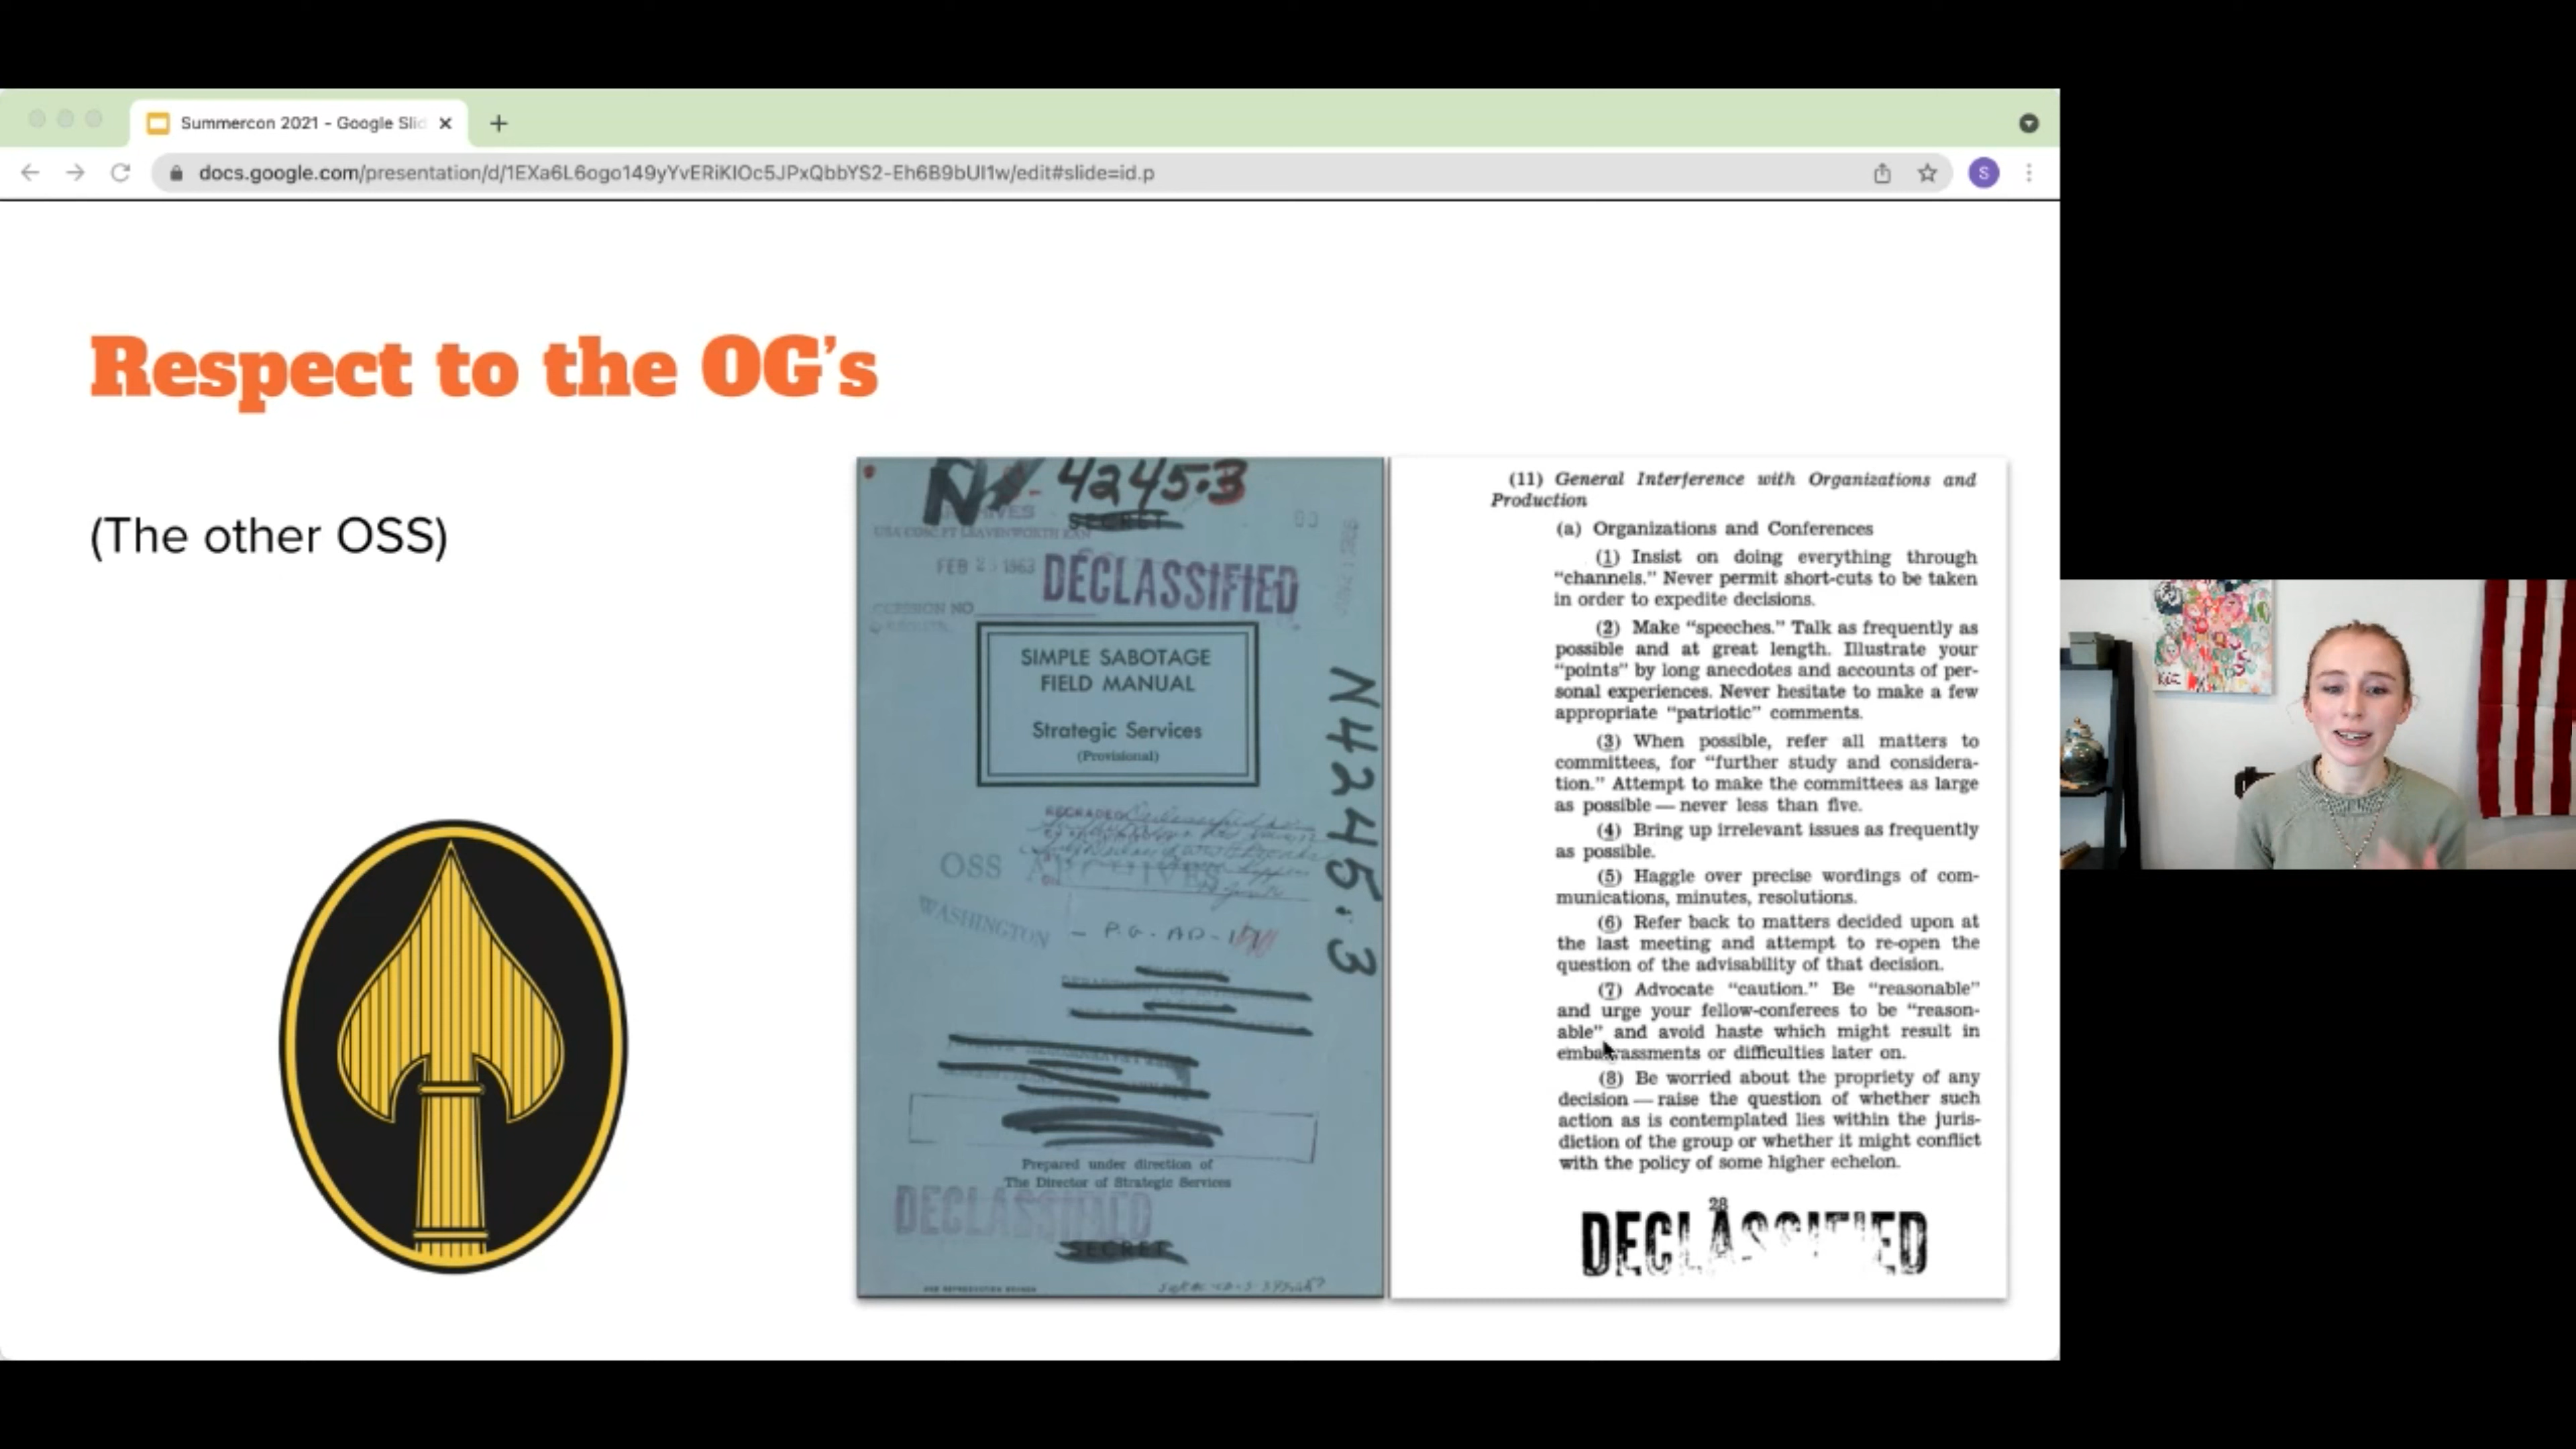 Summercon 2021 - Google Slid
docs.google.com/presentation/d/1EXa6L6ogo149yYvERiKIOc5JPxQbbYS2-Eh6B9bUI1w/edit#slide=id.p
S
Respect to the OG's
(The other OSS)
4245.3
SECRET
FEB 23 1963
DECLASSIFIED
SIMPLE SABOTAGE
FIELD MANUAL
Strategic Services
(Provisional)
N4245.3
OSS ARCHIVES
WASHINGTON
Prepared under direction of
The Director of Strategic Services
DECLASSIFIED
SECRET
(11) General Interference with Organizations and
Production
(a) Organizations and Conferences
(1) Insist on doing everything through
“channels.” Never permit short-cuts to be taken
in order to expedite decisions.
(2) Make “speeches.” Talk as frequently as
possible and at great length. Illustrate your
“points” by long anecdotes and accounts of per-
sonal experiences. Never hesitate to make a few
appropriate “patriotic” comments.
(3) When possible, refer all matters to
committees, for “further study and considera-
tion.” Attempt to make the committees as large
as possible — never less than five.
(4) Bring up irrelevant issues as frequently
as possible.
(5) Haggle over precise wordings of com-
munications, minutes, resolutions.
(6) Refer back to matters decided upon at
the last meeting and attempt to re-open the
question of the advisability of that decision.
(7) Advocate “caution.” Be “reasonable”
and urge your fellow-conferees to be “reason-
able” and avoid haste which might result in
embarrassments or difficulties later on.
(8) Be worried about the propriety of any
decision — raise the question of whether such
action as is contemplated lies within the juris-
diction of the group or whether it might conflict
with the policy of some higher echelon.
28
DECLASSIFIED